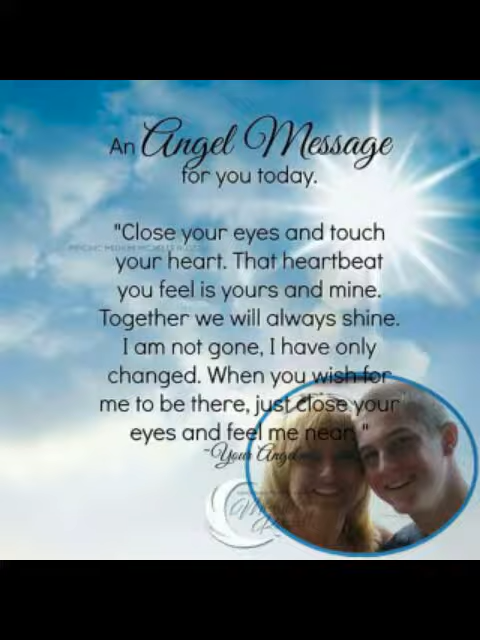 An Angel Message
for you today.
"Close your eyes and touch
your heart. That heartbeat
you feel is yours and mine.
Together we will always shine.
I am not gone, I have only
changed. When you wish for
me to be there, just close your
eyes and feel me near."
~Your Angel